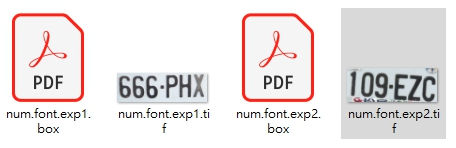 PDF
num.font.exp1.
box
666·PHX
num.font.exp1.ti
f
PDF
num.font.exp2.
box
109·EZC
num.font.exp2.ti
f